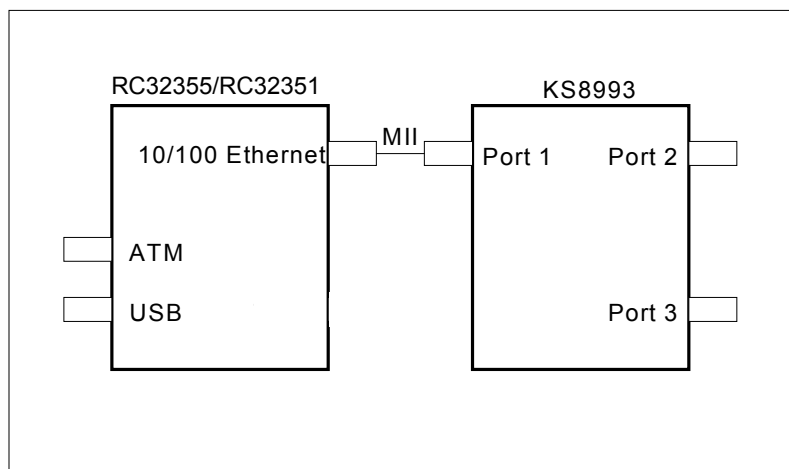 RC32355/RC32351
KS8993
MII
10/100 Ethernet
Port 1
Port 2
ATM
USB
Port 3